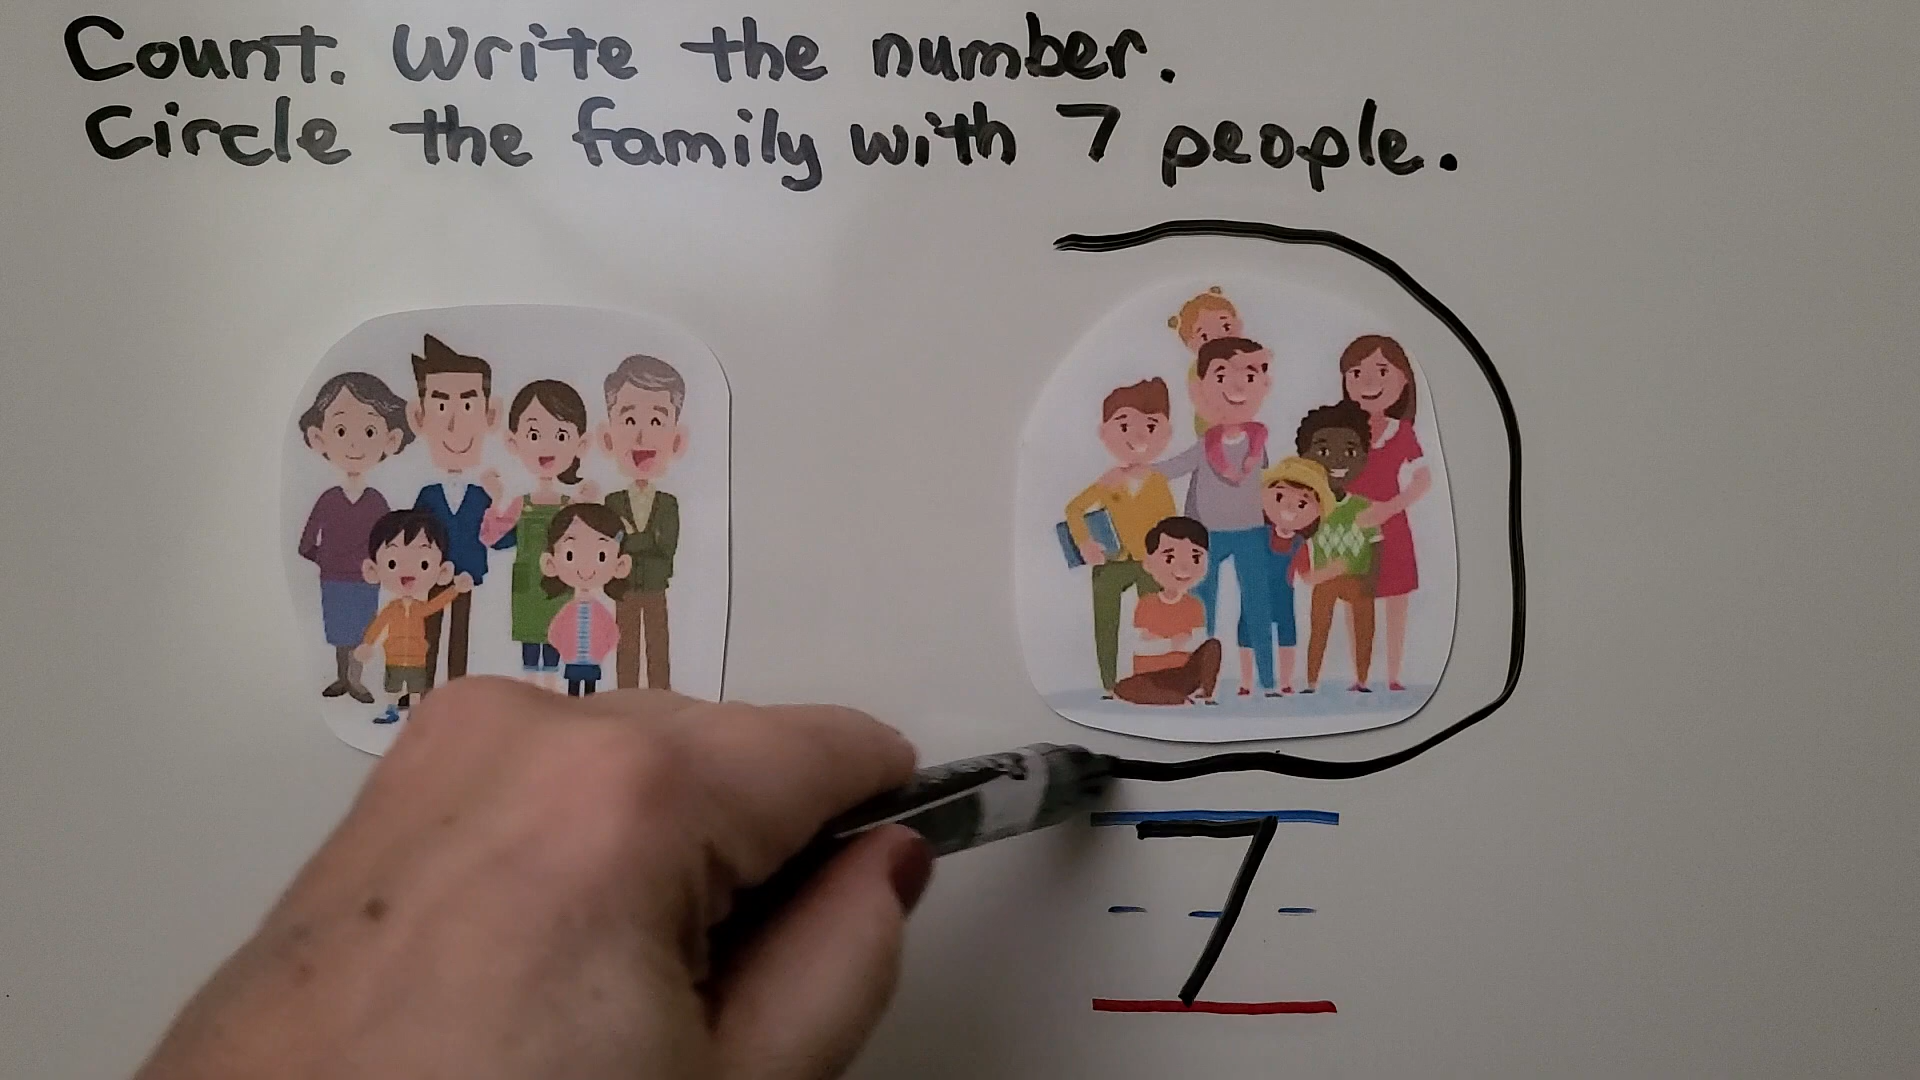 Count. Write the number.
Circle the family with 7 people.
7